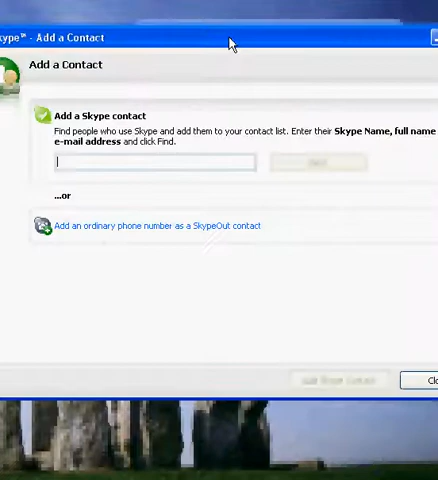 kype™ - Add a Contact
Add a Contact
Add a Skype contact
Find people who use Skype and add them to your contact list. Enter their Skype Name, full name
e-mail address and click Find.
...or
Add an ordinary phone number as a SkypeOut contact
Clo